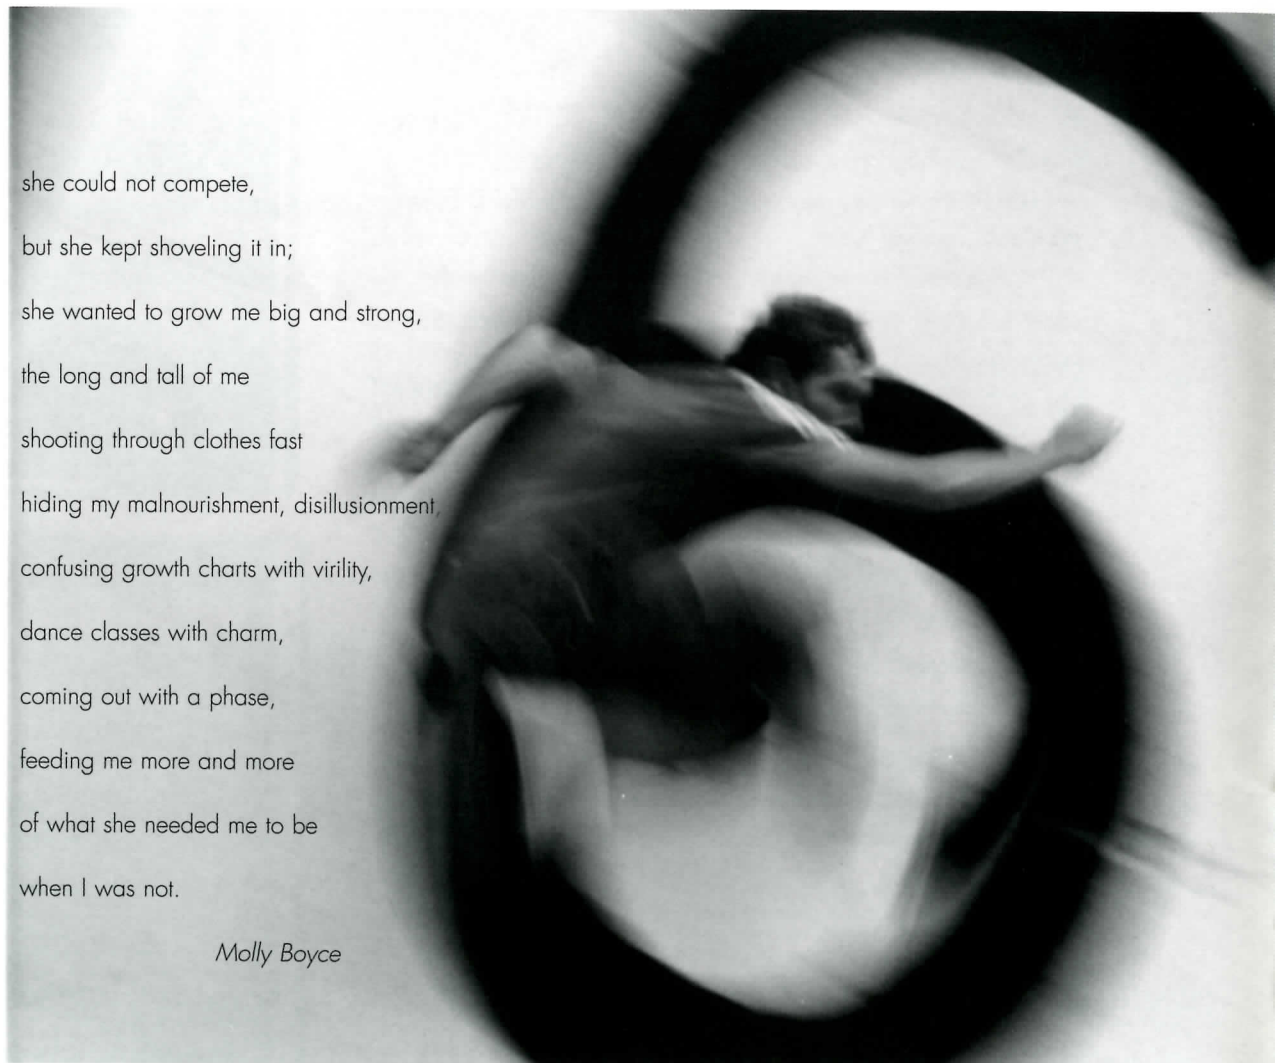 she could not compete,
but she kept shoveling it in;
she wanted to grow me big and strong,
the long and tall of me
shooting through clothes fast
hiding my malnourishment, disillusionment,
confusing growth charts with virility,
dance classes with charm,
coming out with a phase,
feeding me more and more
of what she needed me to be
when I was not.
Molly Boyce